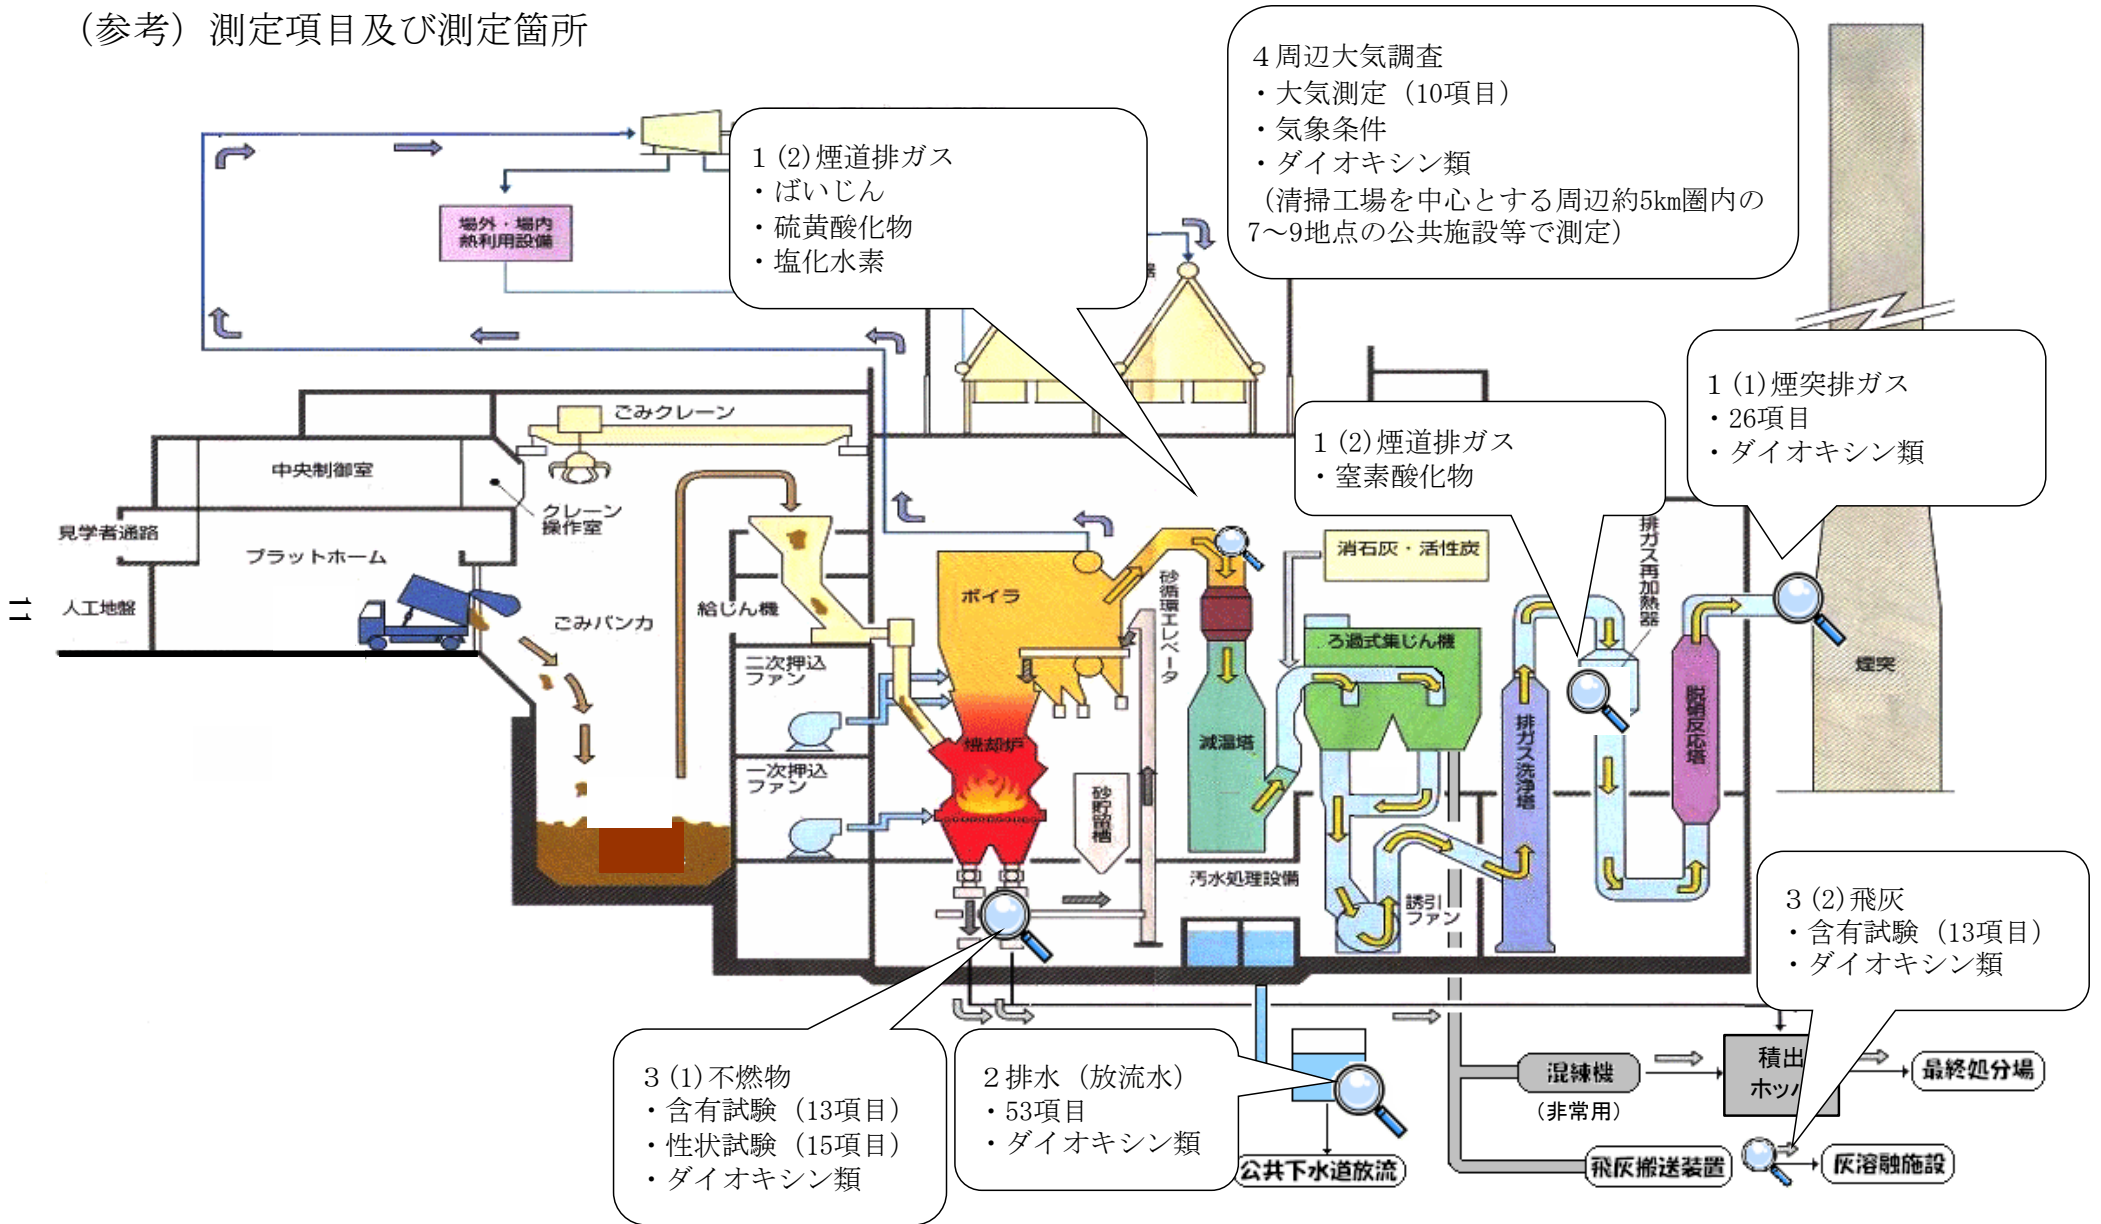 （参考）測定項目及び測定箇所
４周辺大気調査
・大気測定（10項目）
・気象条件
・ダイオキシン類
（清掃工場を中心とする周辺約5km圏内の
7～9地点の公共施設等で測定）
１(2)煙道排ガス
・ばいじん
・硫黄酸化物
・塩化水素
場外・場内
熱利用設備
器
１(1)煙突排ガス
・26項目
・ダイオキシン類
１(2)煙道排ガス
・窒素酸化物
ごみクレーン
中央制御室
クレーン
操作室
見学者通路
プラットホーム
人工地盤
ごみバンカ
給じん機
二次押込
ファン
一次押込
ファン
ボイラ
焼却炉
砂循環エレベータ
砂貯留槽
減温塔
消石灰・活性炭
ろ過式集じん機
排ガス再加熱器
排ガス洗浄塔
脱硝反応塔
煙突
汚水処理設備
誘引
ファン
11
３(2)飛灰
・含有試験（13項目）
・ダイオキシン類
３(1)不燃物
・含有試験（13項目）
・性状試験（15項目）
・ダイオキシン類
２排水（放流水）
・53項目
・ダイオキシン類
公共下水道放流
混練機
（非常用）
積出
ホッパ
最終処分場
飛灰搬送装置
灰溶融施設